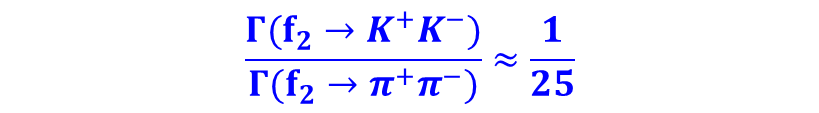 Γ(f₂ → K⁺K⁻) / Γ(f₂ → π⁺π⁻) ≈ 1/25